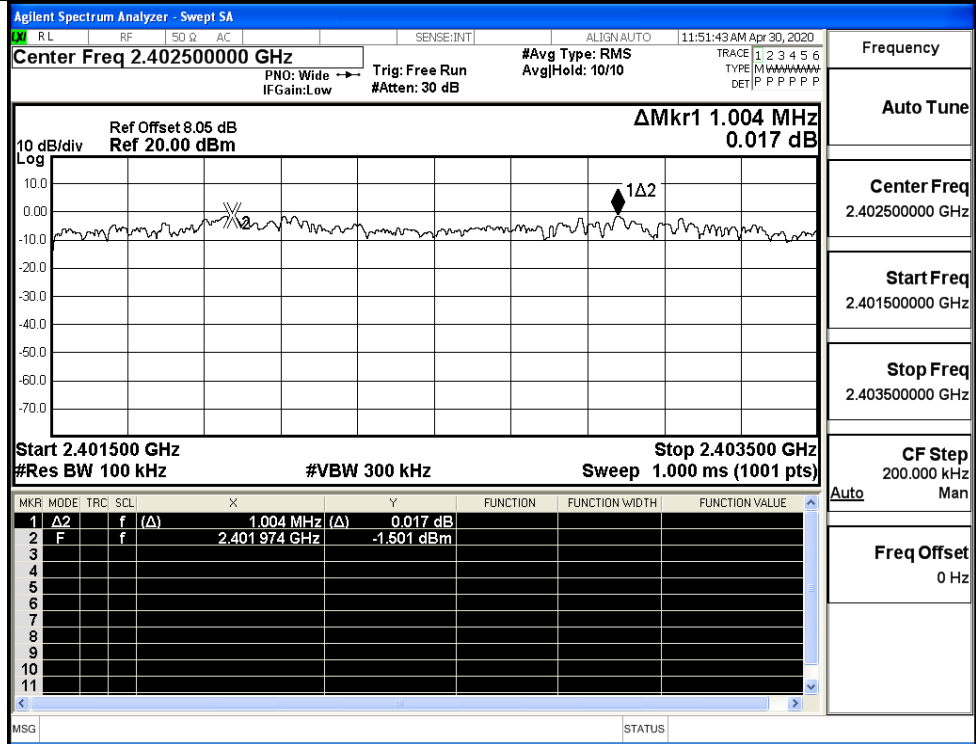 Agilent Spectrum Analyzer - Swept SA
LXI RL RF 50 Ω AC SENSE:INT ALIGN AUTO 11:51:43 AM Apr 30, 2020
Center Freq 2.402500000 GHz
PNO: Wide
IFGain:Low
Trig: Free Run
#Atten: 30 dB
#Avg Type: RMS
Avg|Hold: 10/10
TRACE 1 2 3 4 5 6
TYPE M W W W W W
DET P P P P P P
Ref Offset 8.05 dB
10 dB/div Ref 20.00 dBm
Log
ΔMkr1 1.004 MHz
0.017 dB
10.0
0.00
-10.0
-20.0
-30.0
-40.0
-50.0
-60.0
-70.0
2
1Δ2
Start 2.401500 GHz Stop 2.403500 GHz
#Res BW 100 kHz #VBW 300 kHz Sweep 1.000 ms (1001 pts)
MKR MODE TRC SCL X Y FUNCTION FUNCTION WIDTH FUNCTION VALUE
1 Δ2 f (Δ) 1.004 MHz (Δ) 0.017 dB
2 F f 2.401 974 GHz -1.501 dBm
3
4
5
6
7
8
9
10
11
MSG STATUS
Frequency
Auto Tune
Center Freq
2.402500000 GHz
Start Freq
2.401500000 GHz
Stop Freq
2.403500000 GHz
CF Step
200.000 kHz
Auto Man
Freq Offset
0 Hz